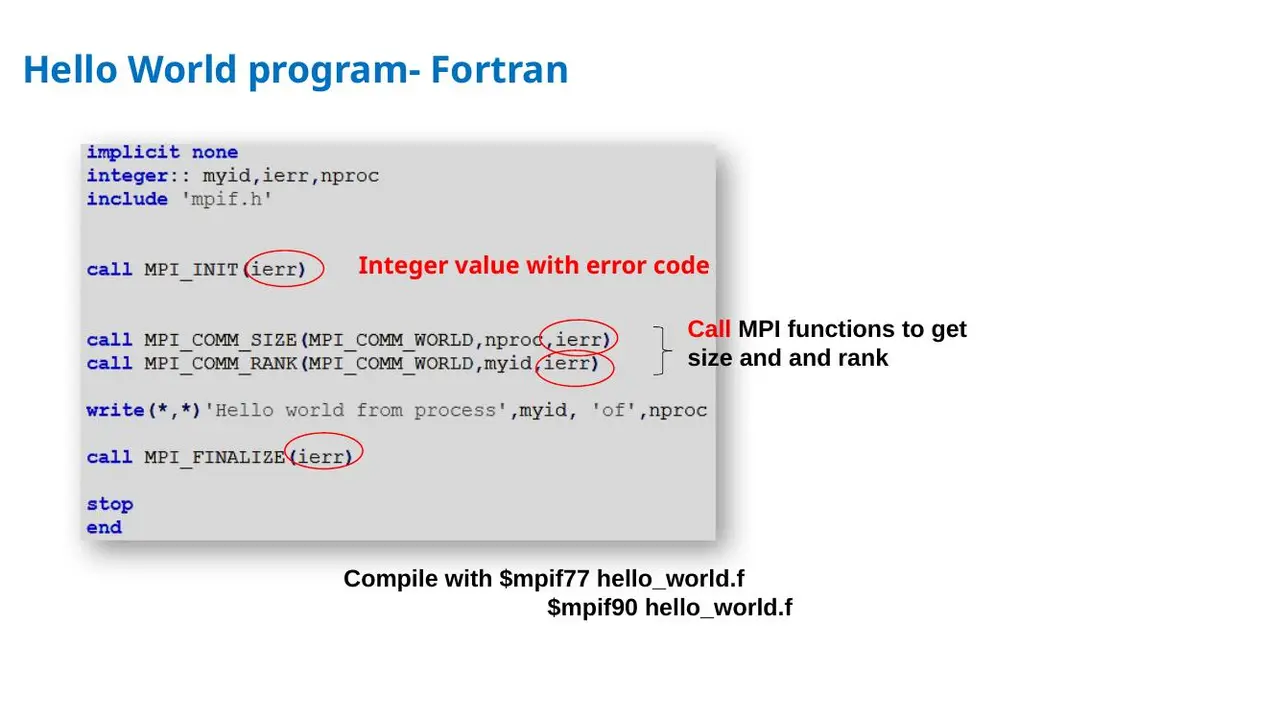 Hello World program- Fortran
implicit none
integer:: myid,ierr,nproc
include 'mpif.h'
call MPI_INIT(ierr)
Integer value with error code
call MPI_COMM_SIZE(MPI_COMM_WORLD,nproc,ierr)
call MPI_COMM_RANK(MPI_COMM_WORLD,myid,ierr)
Call MPI functions to get
size and and rank
write(*,*)'Hello world from process',myid, 'of',nproc
call MPI_FINALIZE(ierr)
stop
end
Compile with $mpif77 hello_world.f
$mpif90 hello_world.f